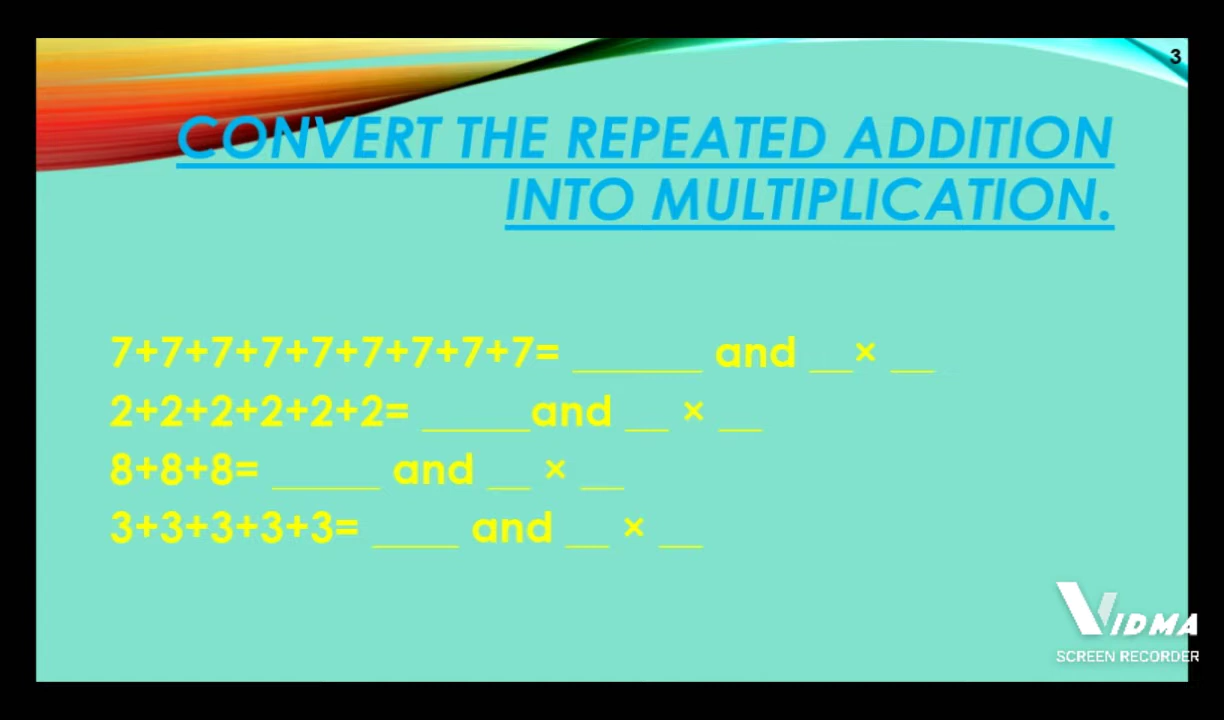 3
CONVERT THE REPEATED ADDITION
INTO MULTIPLICATION.
7+7+7+7+7+7+7+7+7= ______ and __× __
2+2+2+2+2+2= _____and __ × __
8+8+8= _____ and __ × __
3+3+3+3+3= ____ and __ × __
VIDMA
SCREEN RECORDER